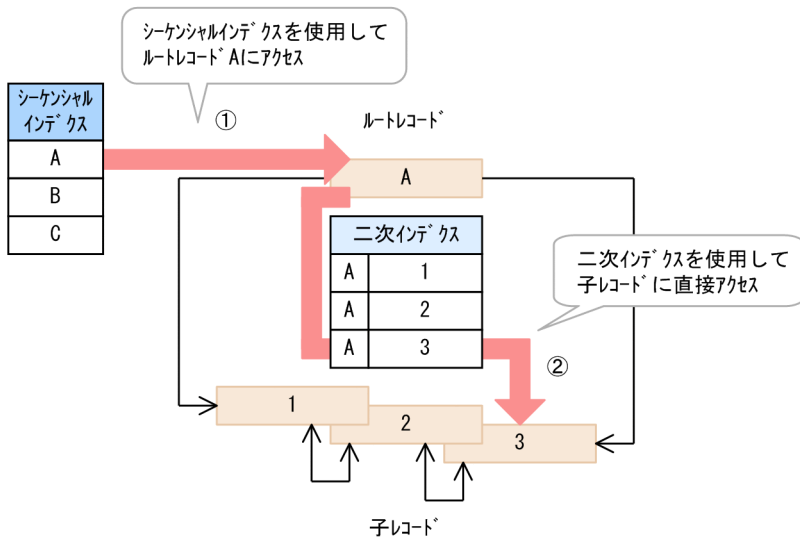 シーケンシャルインデクスを使用して
ルートレコードAにアクセス
シーケンシャル
インデクス
①
ルートレコード
A
A
B
C
二次インデクス
A 1
A 2
A 3
二次インデクスを使用して
子レコードに直接アクセス
②
1
2
3
子レコード